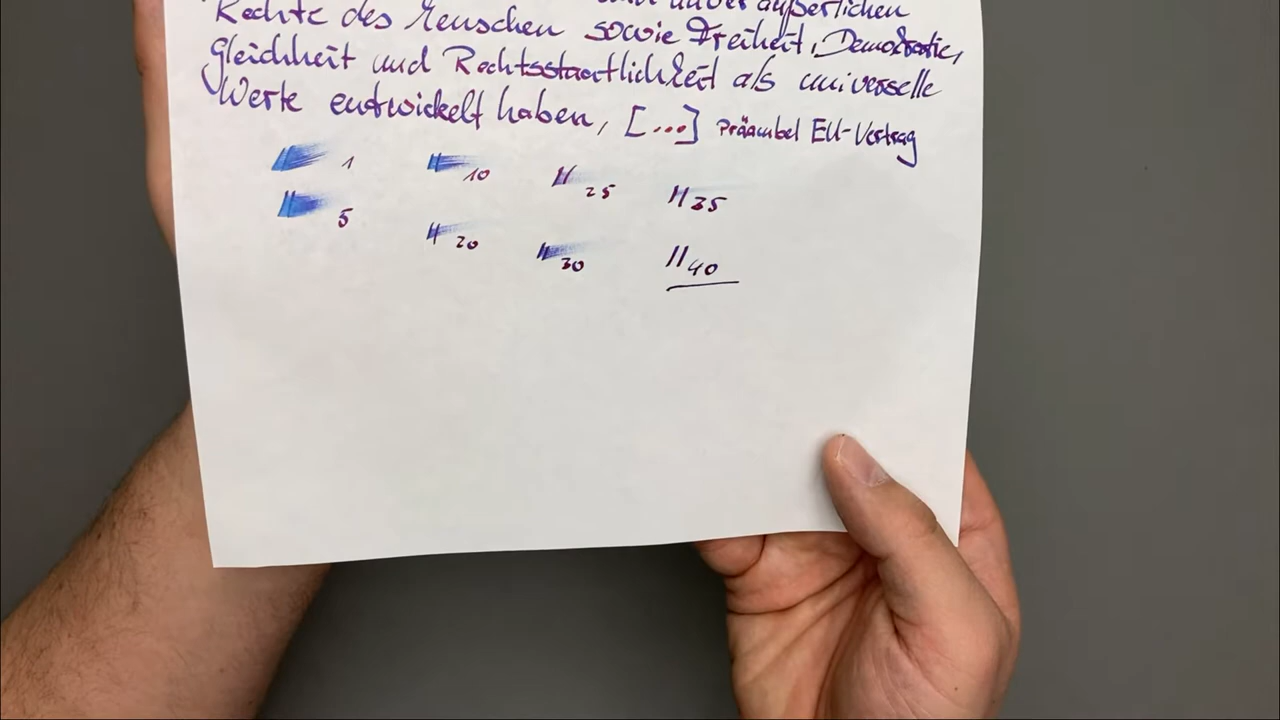 äußerlichen
Rechte des Menschen sowie Freiheit, Demokratie,
Gleichheit und Rechtsstaatlichkeit als universelle
Werte entwickelt haben, [...] Präambel EU-Vertrag
1 10 25 35
5 20 30 40